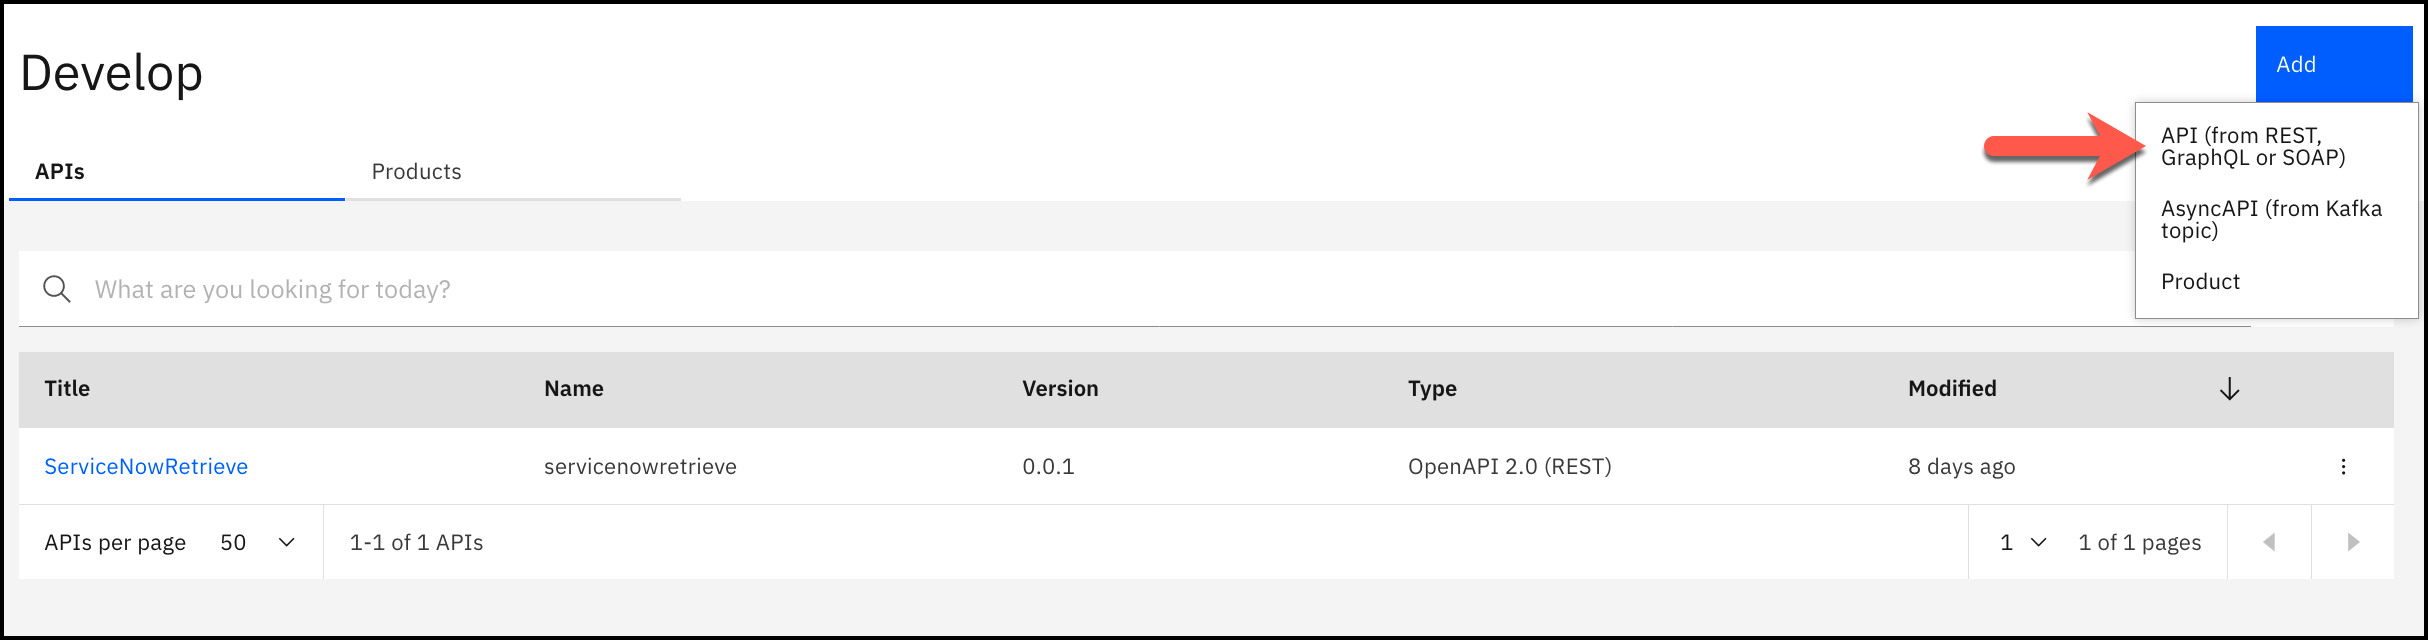 Develop
Add
API (from REST,
GraphQL or SOAP)
AsyncAPI (from Kafka
topic)
Product
APIs Products
What are you looking for today?
Title Name Version Type Modified
ServiceNowRetrieve servicenowretrieve 0.0.1 OpenAPI 2.0 (REST) 8 days ago
APIs per page 50 1-1 of 1 APIs 1 1 of 1 pages